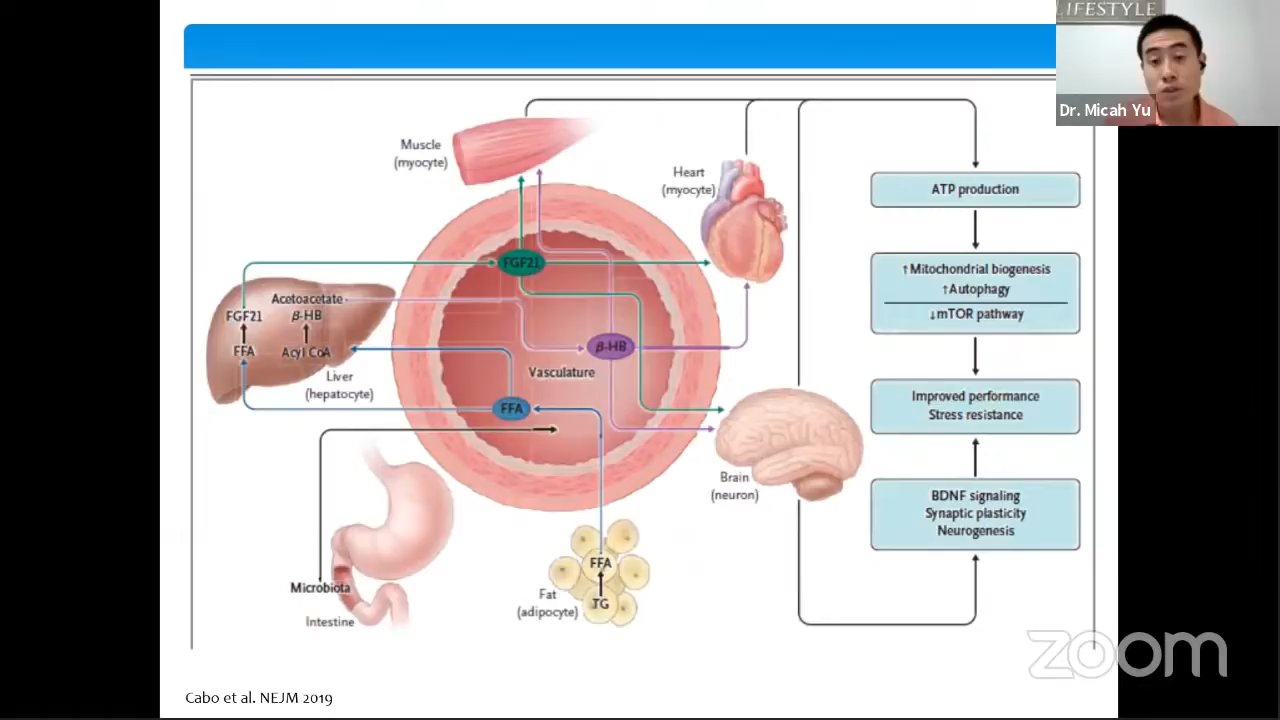 LIFESTYLE
Dr. Micah Yu
Muscle
(myocyte)
Heart
(myocyte)
ATP production
FGF21
↑Mitochondrial biogenesis
↑Autophagy
↓mTOR pathway
Acetoacetate
FGF21
β-HB
FFA
Acyl CoA
β-HB
Liver
(hepatocyte)
Vasculature
FFA
Improved performance
Stress resistance
Brain
(neuron)
BDNF signaling
Synaptic plasticity
Neurogenesis
Microbiota
Intestine
Fat
(adipocyte)
FFA
TG
zoom
Cabo et al. NEJM 2019